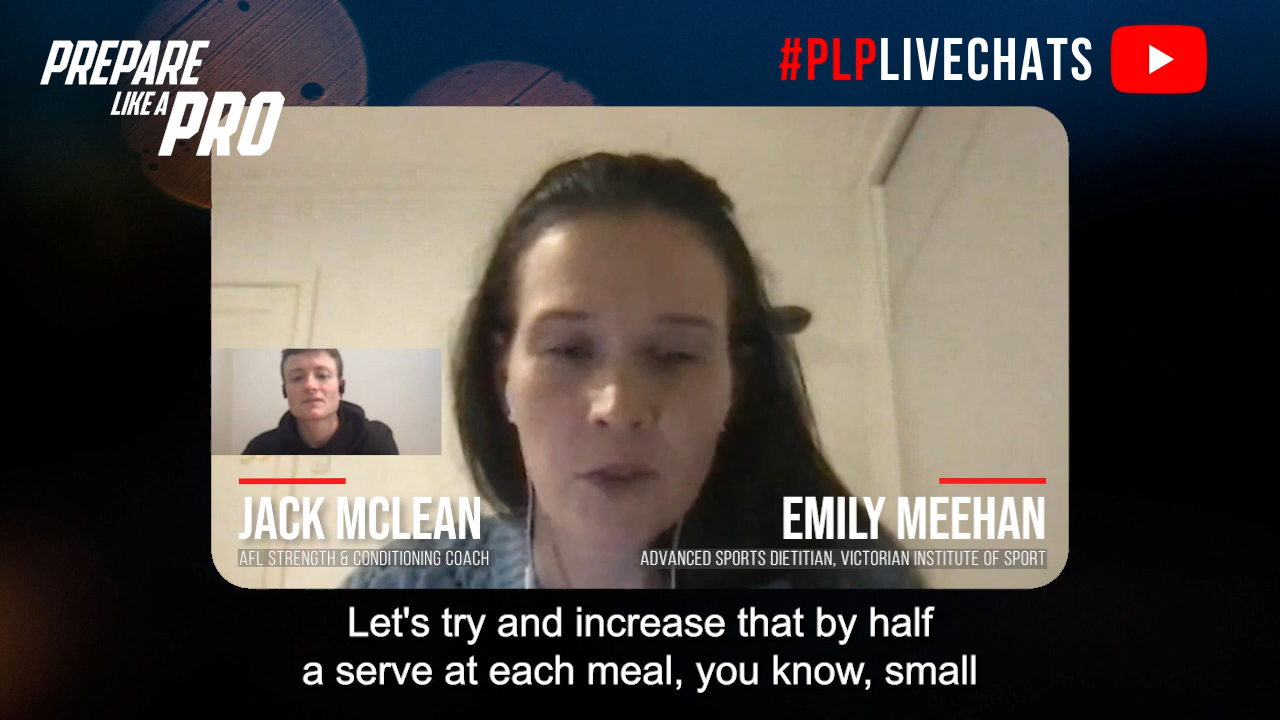 PREPARE
LIKE A
PRO
#PLPLIVECHATS
JACK MCLEAN
AFL STRENGTH & CONDITIONING COACH
EMILY MEEHAN
ADVANCED SPORTS DIETITIAN, VICTORIAN INSTITUTE OF SPORT
Let's try and increase that by half
a serve at each meal, you know, small